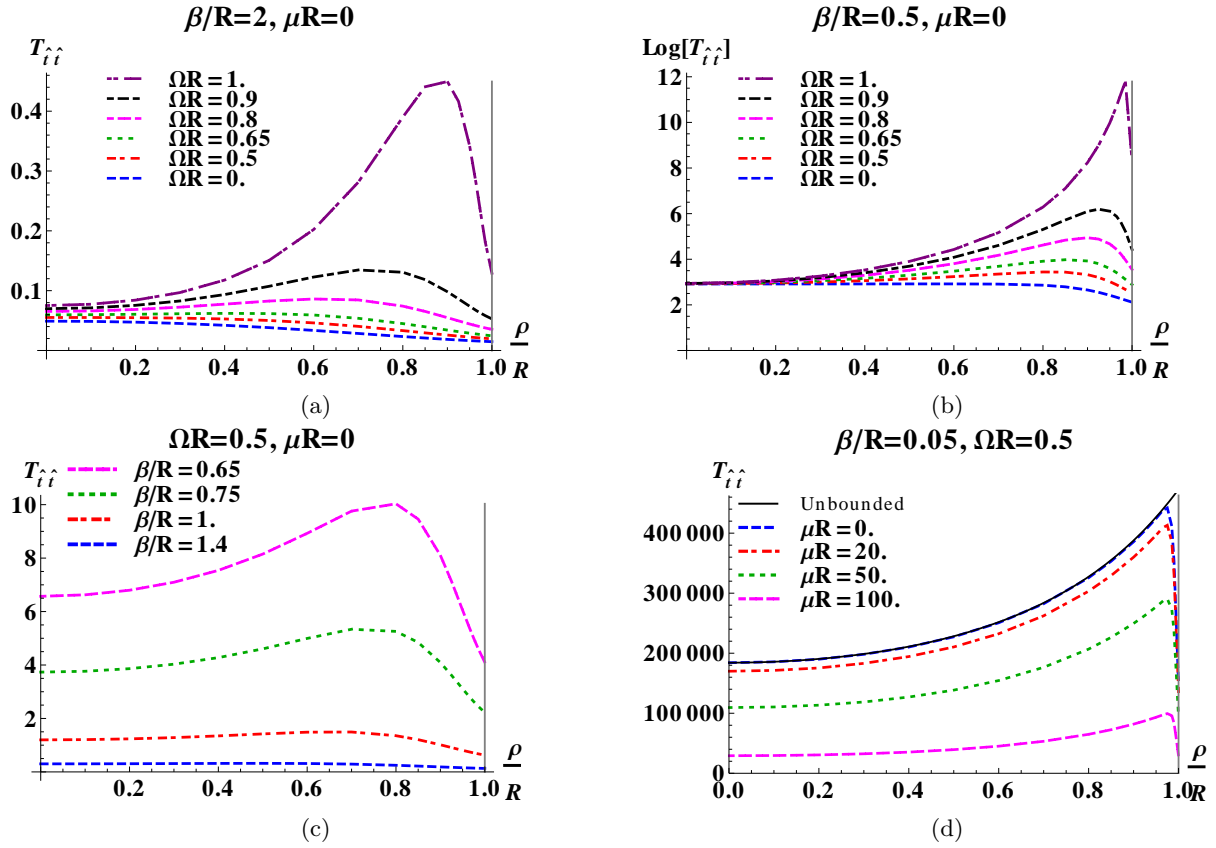 β/R=2, μR=0
T_{t̂ t̂}
ΩR=1.
ΩR=0.9
ΩR=0.8
ΩR=0.65
ΩR=0.5
ΩR=0.
0.4
0.3
0.2
0.1
0.2 0.4 0.6 0.8 1.0
ρ/R
(a)
β/R=0.5, μR=0
Log[T_{t̂ t̂}]
ΩR=1.
ΩR=0.9
ΩR=0.8
ΩR=0.65
ΩR=0.5
ΩR=0.
12
10
8
6
4
2
0.2 0.4 0.6 0.8 1.0
ρ/R
(b)
ΩR=0.5, μR=0
T_{t̂ t̂}
β/R=0.65
β/R=0.75
β/R=1.
β/R=1.4
10
8
6
4
2
0.2 0.4 0.6 0.8 1.0
ρ/R
(c)
β/R=0.05, ΩR=0.5
T_{t̂ t̂}
Unbounded
μR=0.
μR=20.
μR=50.
μR=100.
400 000
300 000
200 000
100 000
0
0.0 0.2 0.4 0.6 0.8 1.0
ρ/R
(d)